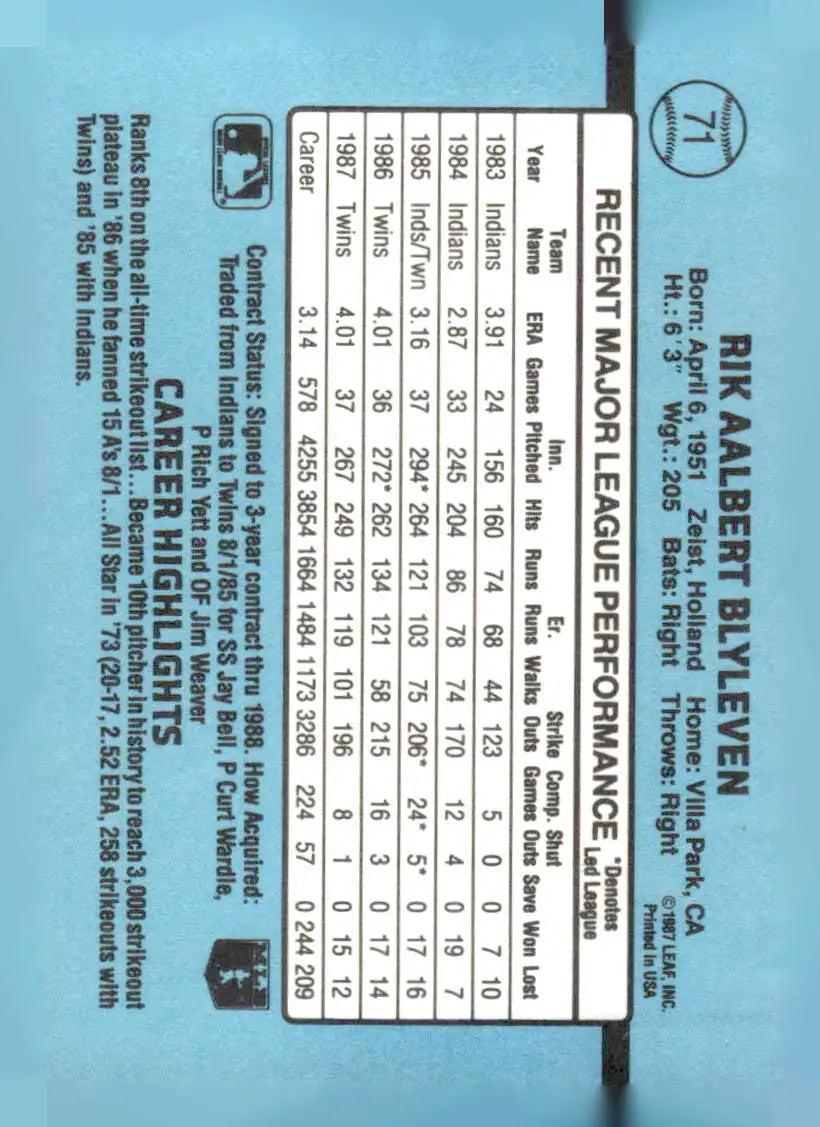 71
RIK AALBERT BLYLEVEN
Born: April 6, 1951 Zeist, Holland Home: Villa Park, CA
Ht.: 6'3" Wgt.: 205 Bats: Right Throws: Right
©1987 LEAF, INC.
Printed in USA
RECENT MAJOR LEAGUE PERFORMANCE *Denotes
Led League
Team Inn. Er. Strike Comp. Shut
Year Name ERA Games Pitched Hits Runs Runs Walks Outs Games Outs Save Won Lost
1983 Indians 3.91 24 156 160 74 68 44 123 5 0 0 7 10
1984 Indians 2.87 33 245 204 86 78 74 170 12 4 0 19 7
1985 Inds/Twn 3.16 37 294* 264 121 103 75 206* 24* 5* 0 17 16
1986 Twins 4.01 36 272* 262 134 121 58 215 16 3 0 17 14
1987 Twins 4.01 37 267 249 132 119 101 196 8 1 0 15 12
Career 3.14 578 4255 3854 1664 1484 1173 3286 224 57 0 244 209
Contract Status: Signed to 3-year contract thru 1988. How Acquired:
Traded from Indians to Twins 8/1/85 for SS Jay Bell, P Curt Wardle,
P Rich Yett and OF Jim Weaver
CAREER HIGHLIGHTS
Ranks 8th on the all-time strikeout list...Became 10th pitcher in history to reach 3,000 strikeout
plateau in '86 when he fanned 15 A's 8/1...All Star in '73 (20-17, 2.52 ERA, 258 strikeouts with
Twins) and '85 with Indians.